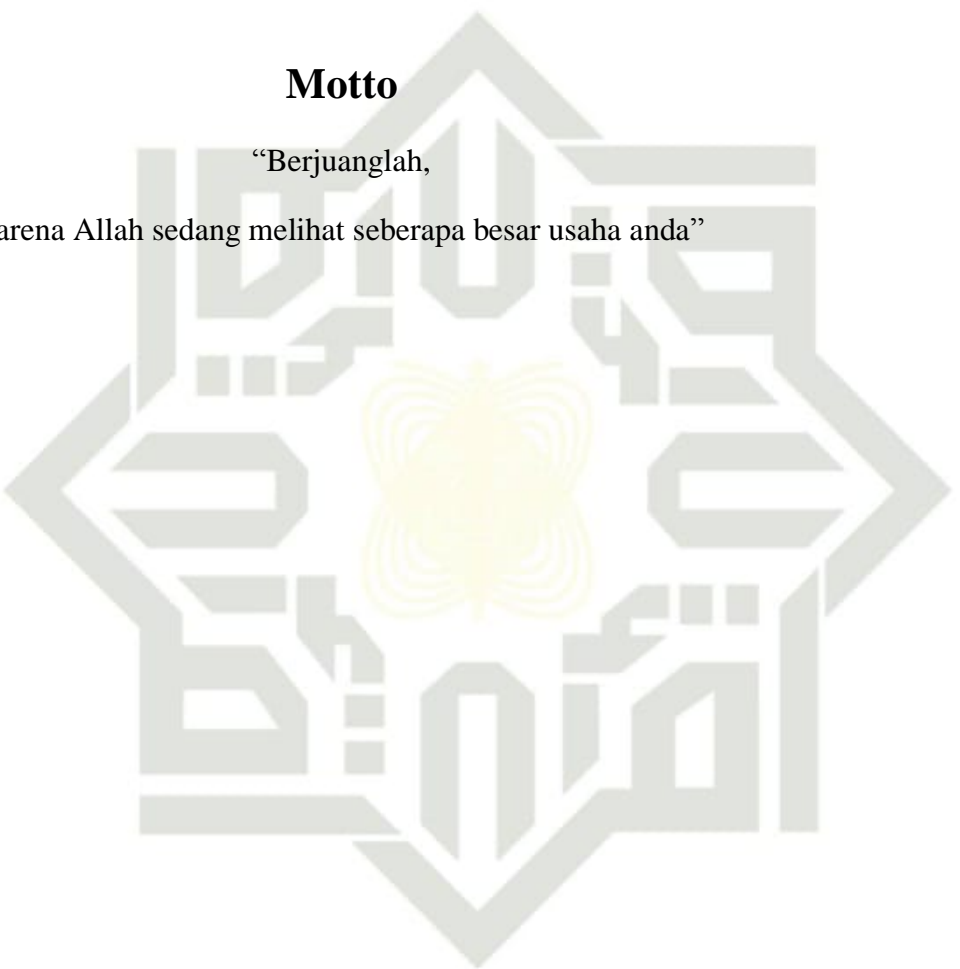 Motto
“Berjuanglah,
arena Allah sedang melihat seberapa besar usaha anda”